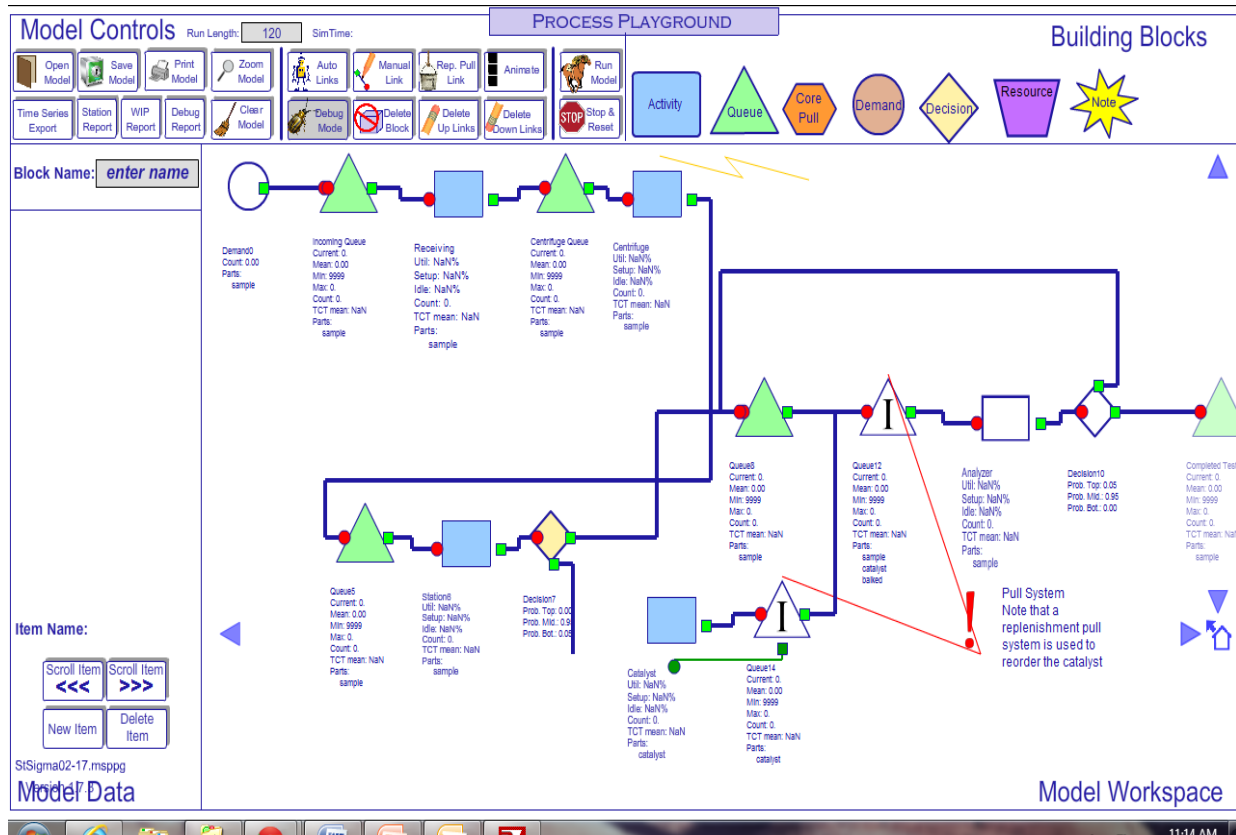 PROCESS PLAYGROUND
Model Controls
Run Length:
120
SimTime:
Building Blocks
Open Model
Save Model
Print Model
Zoom Model
Auto Links
Manual Link
Rep. Pull Link
Animate
Run Model
Time Series Export
Station Report
WIP Report
Debug Report
Clear Model
Debug Mode
Delete Block
Delete Up Links
Delete Down Links
STOP
Stop & Reset
Activity
Queue
Core Pull
Demand
Decision
Resource
Note
Block Name:
enter name
Demand0
Count: 0.00
Parts:
sample
Incoming Queue
Current: 0.
Mean: 0.00
Min: 9999
Max: 0.
Count: 0.
TCT mean: NaN
Parts:
sample
Receiving
Util: NaN%
Setup: NaN%
Idle: NaN%
Count: 0.
TCT mean: NaN
Parts:
sample
Centrifuge Queue
Current: 0.
Mean: 0.00
Min: 9999
Max: 0.
Count: 0.
TCT mean: NaN
Parts:
sample
Centrifuge
Util: NaN%
Setup: NaN%
Idle: NaN%
Count: 0.
TCT mean: NaN
Parts:
sample
I
Queue8
Current: 0.
Mean: 0.00
Min: 9999
Max: 0.
Count: 0.
TCT mean: NaN
Parts:
sample
Queue12
Current: 0.
Mean: 0.00
Min: 9999
Max: 0.
Count: 0.
TCT mean: NaN
Parts:
sample
catalyst
balked
Analyzer
Util: NaN%
Setup: NaN%
Idle: NaN%
Count: 0.
TCT mean: NaN
Parts:
sample
Decision10
Prob. Top: 0.05
Prob. Mid.: 0.95
Prob. Bot.: 0.00
Completed Test
Current: 0.
Mean: 0.00
Min: 9999
Max: 0.
Count: 0.
TCT mean: NaN
Parts:
sample
Queue5
Current: 0.
Mean: 0.00
Min: 9999
Max: 0.
Count: 0.
TCT mean: NaN
Parts:
sample
Station6
Util: NaN%
Setup: NaN%
Idle: NaN%
Count: 0.
TCT mean: NaN
Parts:
sample
Decision7
Prob. Top: 0.00
Prob. Mid.: 0.9
Prob. Bot.: 0.05
I
Catalyst
Util: NaN%
Setup: NaN%
Idle: NaN%
Count: 0.
TCT mean: NaN
Parts:
catalyst
Queue14
Current: 0.
Mean: 0.00
Min: 9999
Max: 0.
Count: 0.
TCT mean: NaN
Parts:
catalyst
!
Pull System
Note that a
replenishment pull
system is used to
reorder the catalyst
Item Name:
Scroll Item <<<
Scroll Item >>>
New Item
Delete Item
StSigma02-17.msppg
Model Data
Model Workspace
11:14 AM